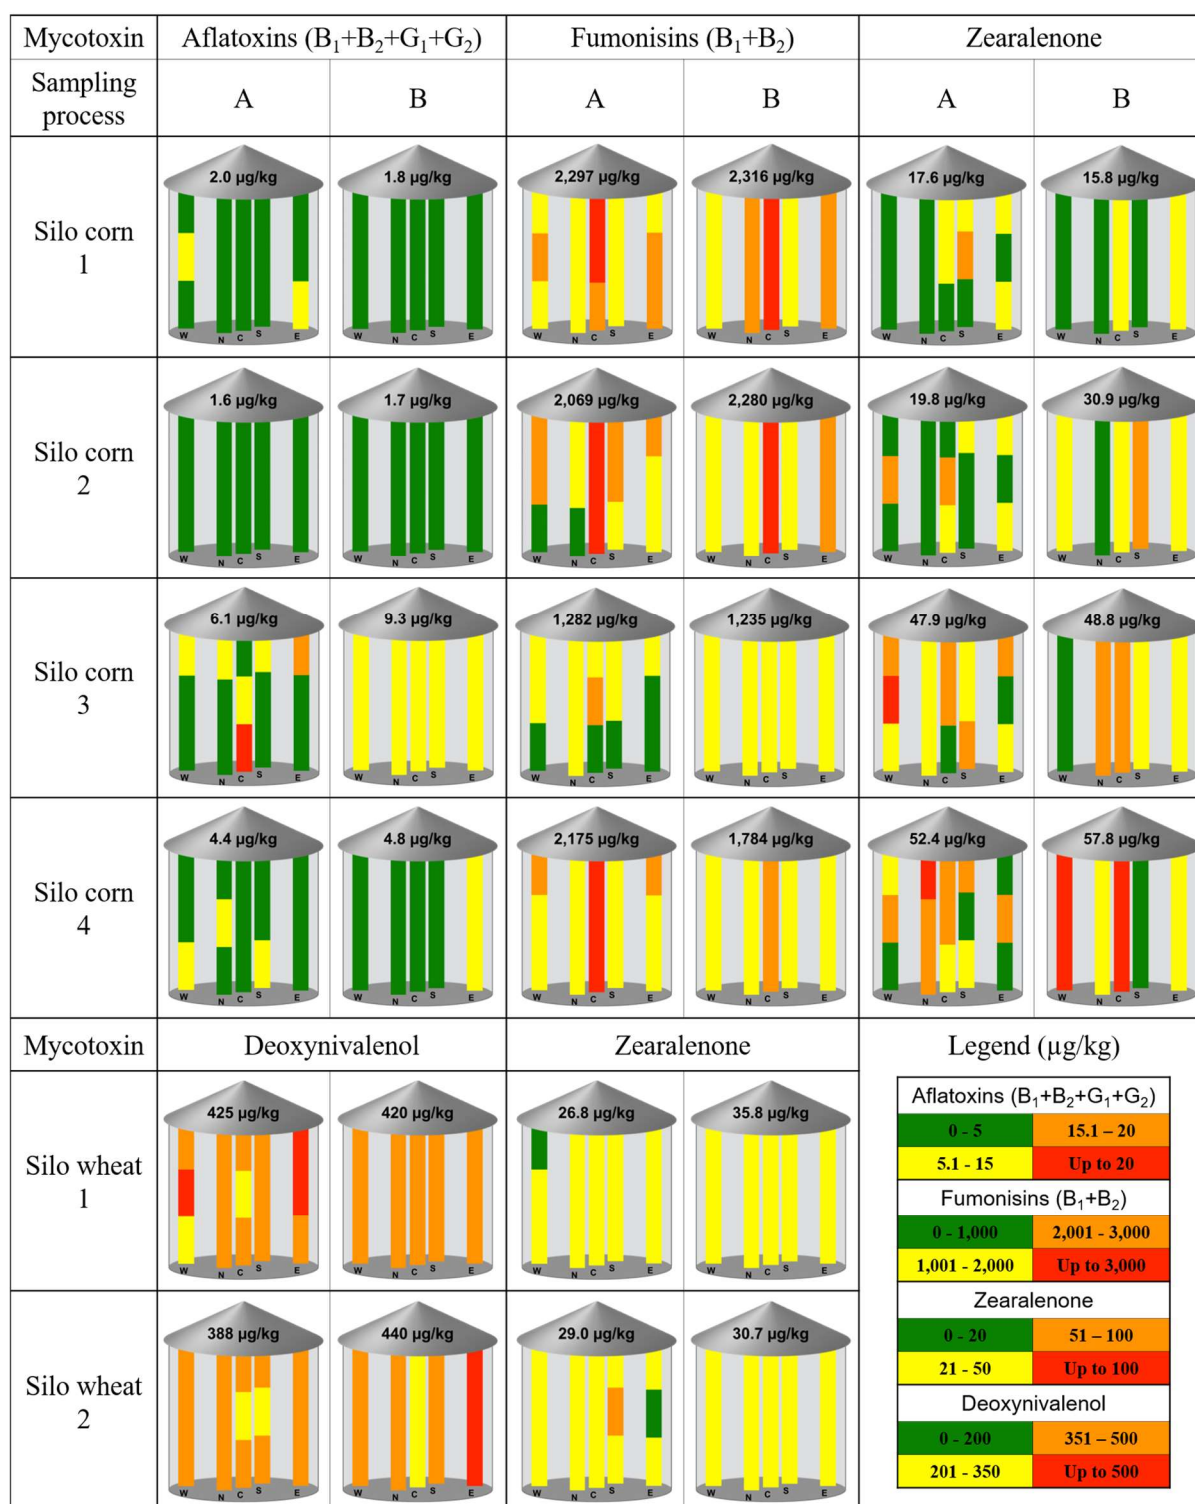 Mycotoxin Aflatoxins (B₁+B₂+G₁+G₂) Fumonisins (B₁+B₂) Zearalenone
Sampling process A B A B A B
Silo corn 1
2.0 µg/kg 1.8 µg/kg 2,297 µg/kg 2,316 µg/kg 17.6 µg/kg 15.8 µg/kg
W N C S E W N C S E W N C S E W N C S E W N C S E W N C S E
Silo corn 2
1.6 µg/kg 1.7 µg/kg 2,069 µg/kg 2,280 µg/kg 19.8 µg/kg 30.9 µg/kg
W N C S E W N C S E W N C S E W N C S E W N C S E W N C S E
Silo corn 3
6.1 µg/kg 9.3 µg/kg 1,282 µg/kg 1,235 µg/kg 47.9 µg/kg 48.8 µg/kg
W N C S E W N C S E W N C S E W N C S E W N C S E W N C S E
Silo corn 4
4.4 µg/kg 4.8 µg/kg 2,175 µg/kg 1,784 µg/kg 52.4 µg/kg 57.8 µg/kg
W N C S E W N C S E W N C S E W N C S E W N C S E W N C S E
Mycotoxin Deoxynivalenol Zearalenone Legend (µg/kg)
Silo wheat 1
425 µg/kg 420 µg/kg 26.8 µg/kg 35.8 µg/kg
W N C S E W N C S E W N C S E W N C S E
Silo wheat 2
388 µg/kg 440 µg/kg 29.0 µg/kg 30.7 µg/kg
W N C S E W N C S E W N C S E W N C S E
Aflatoxins (B₁+B₂+G₁+G₂)
0 - 5 15.1 – 20
5.1 - 15 Up to 20
Fumonisins (B₁+B₂)
0 - 1,000 2,001 - 3,000
1,001 - 2,000 Up to 3,000
Zearalenone
0 - 20 51 – 100
21 - 50 Up to 100
Deoxynivalenol
0 - 200 351 – 500
201 - 350 Up to 500